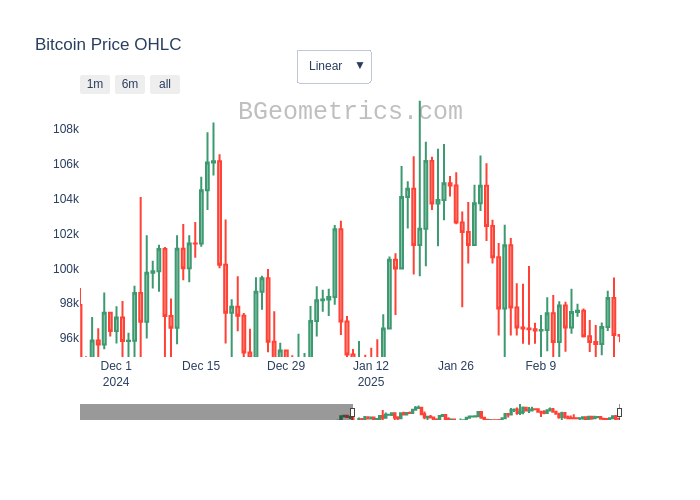 Bitcoin Price OHLC
Linear ▼
1m 6m all
BGeometrics.com
108k
106k
104k
102k
100k
98k
96k
Dec 1 Dec 15 Dec 29 Jan 12 Jan 26 Feb 9
2024 2025